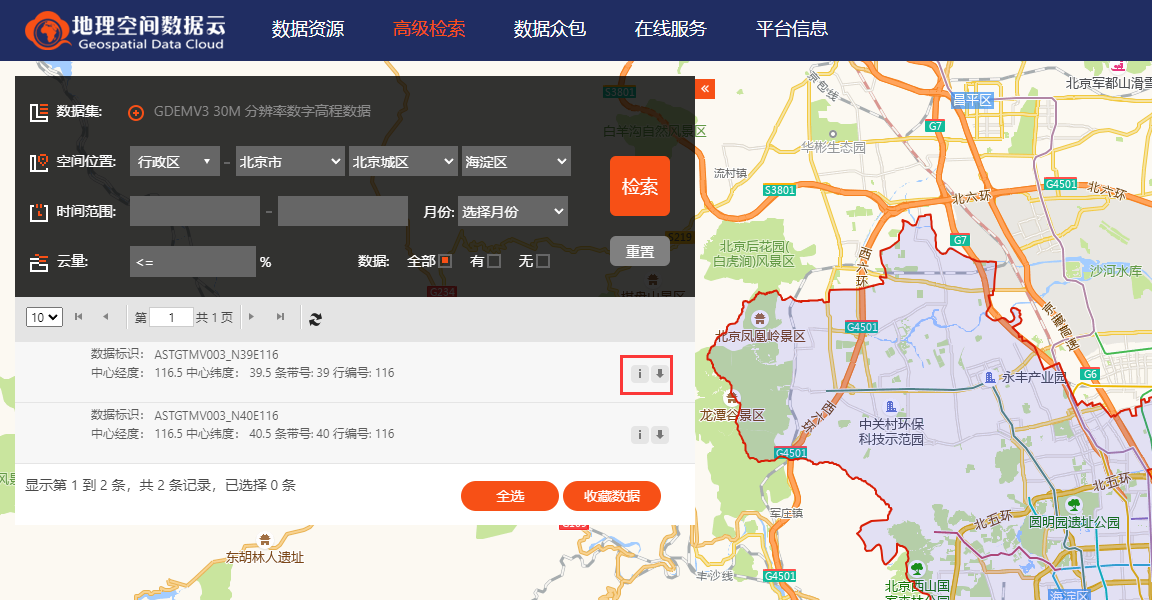 地理空间数据云
Geospatial Data Cloud
数据资源 高级检索 数据众包 在线服务 平台信息
数据集: GDEMV3 30M 分辨率数字高程数据
空间位置: 行政区 - 北京市 北京城区 海淀区
检索
时间范围: - 月份: 选择月份
云量: <= % 数据: 全部 有 无
重置
10 第 1 共 1 页
数据标识: ASTGTMV003_N39E116
中心经度: 116.5 中心纬度: 39.5 条带号: 39 行编号: 116
数据标识: ASTGTMV003_N40E116
中心经度: 116.5 中心纬度: 40.5 条带号: 40 行编号: 116
显示第 1 到 2 条，共 2 条记录，已选择 0 条
全选 收藏数据
«
S3801
白羊沟自然风景区
S219
G234
东胡林人遗址
京包线
北京军都山滑雪
昌平区
G7
华彬生态园
流村镇
S3801
G4501
北六环
北六环
G7
北京后花园(
白虎涧)风景区
西六环
沙河水库
京藏高速
G4501
北京凤凰岭景区
G6
永丰产业园
龙潭谷景区
西六环
中关村环保
科技示范园
G4501
北五环
军庄镇
北五环
圆明园遗址公园
丰沙线
G4501
北京西山国
海淀区